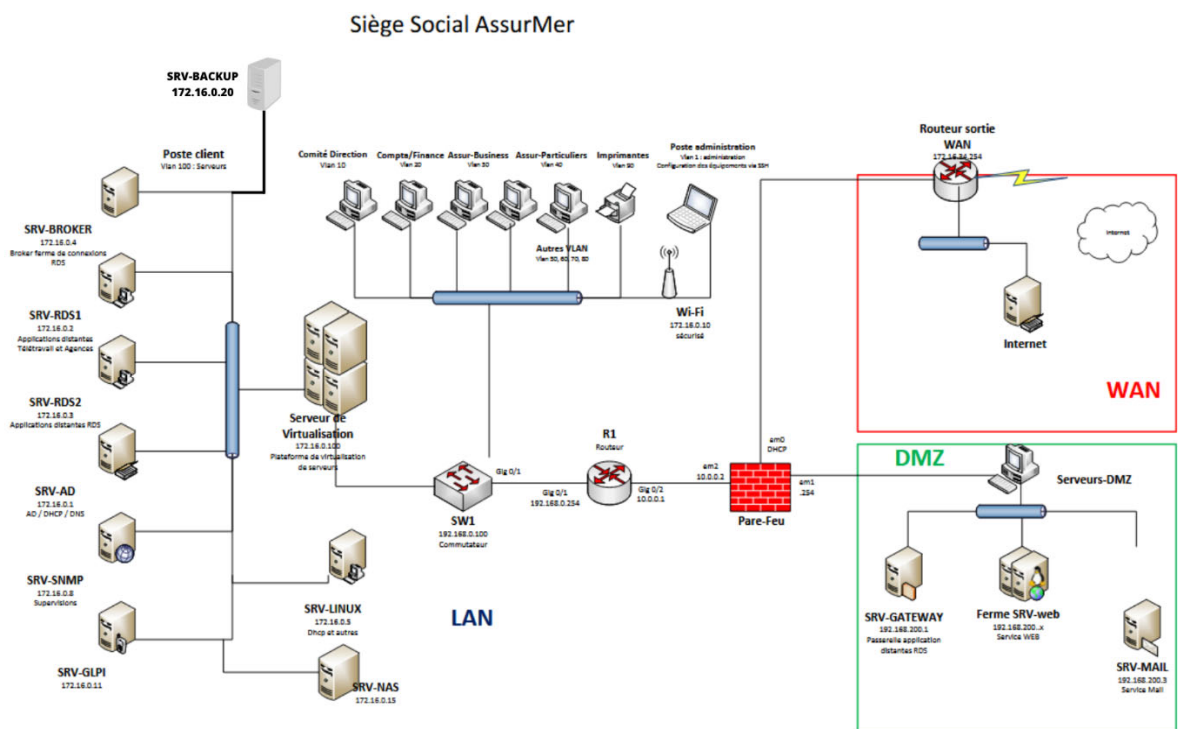 Siège Social AssurMer
SRV-BACKUP
172.16.0.20
Poste client
Vlan 100 : Serveurs
SRV-BROKER
172.16.0.4
Broker ferme de connexions
RDS
SRV-RDS1
172.16.0.2
Applications distantes
Télétravail et Agences
SRV-RDS2
172.16.0.3
Applications distantes RDS
SRV-AD
172.16.0.1
AD / DHCP / DNS
SRV-SNMP
172.16.0.8
Supervisions
SRV-GLPI
172.16.0.11
SRV-LINUX
172.16.0.5
Dhcp et autres
SRV-NAS
172.16.0.15
Serveur de
Virtualisation
172.16.0.100
Plateforme de virtualisation
de serveurs
Comité Direction
Vlan 10
Compta/Finance
Vlan 20
Assur-Business
Vlan 30
Assur-Particuliers
Vlan 40
Imprimantes
Vlan 90
Poste administration
Vlan 1 : administration
Configuration des équipements via SSH
Autres VLAN
Vlan 50, 60, 70, 80
Wi-Fi
172.16.0.10
sécurisé
SW1
192.168.0.100
Commutateur
Gig 0/1
R1
Routeur
Gig 0/1
192.168.0.254
Gig 0/2
10.0.0.1
LAN
em2
10.0.0.2
em0
DHCP
em1
.254
Pare-Feu
Routeur sortie
WAN
Internet
Internet
WAN
DMZ
Serveurs-DMZ
SRV-GATEWAY
192.168.200.1
Passerelle application
distantes RDS
Ferme SRV-web
192.168.200..x
Service WEB
SRV-MAIL
192.168.200.3
Service Mail